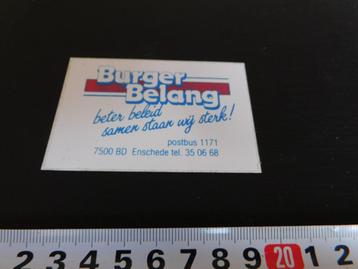 Burger
Belang
beter beleid
samen staan wij sterk!
postbus 1171
7500 BD Enschede tel. 35 06 68
2 3 4 5 6 7 8 9 20 1 2